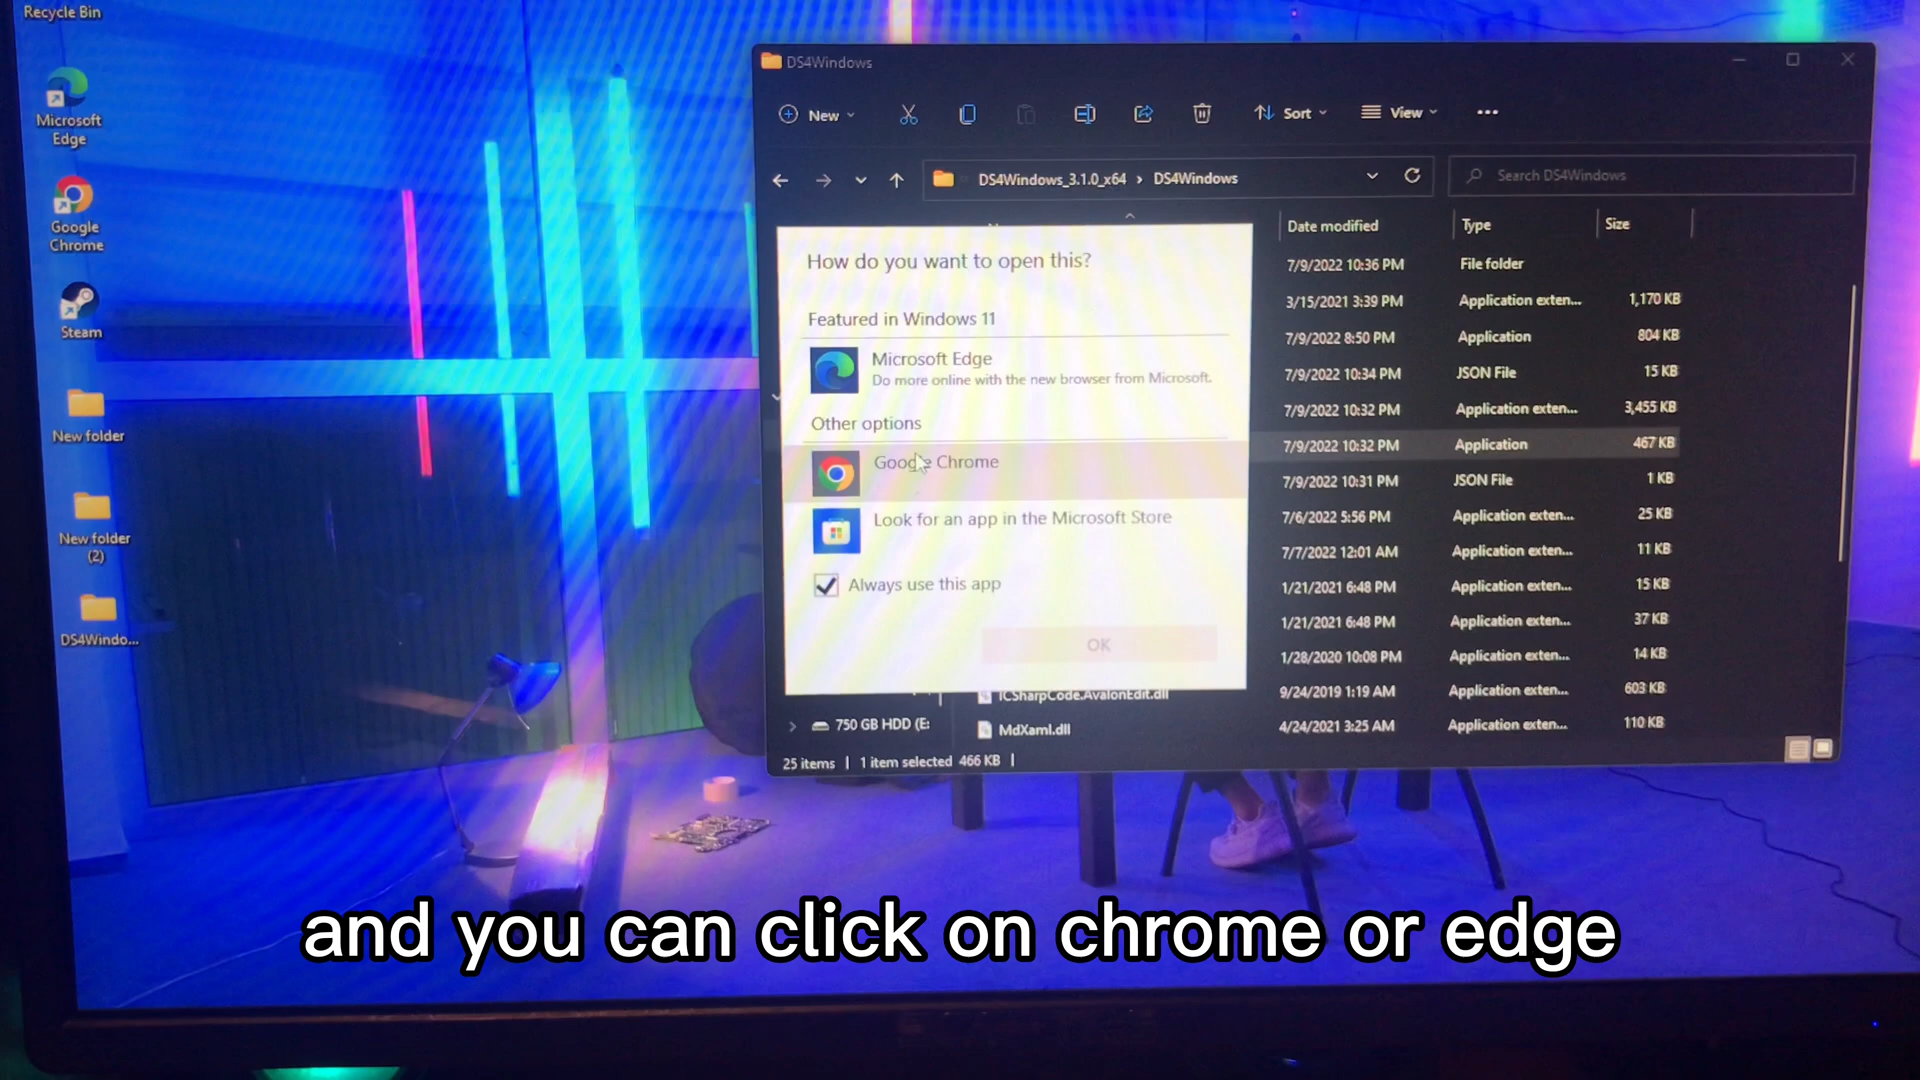 Recycle Bin
Microsoft
Edge
Google
Chrome
Steam
New folder
New folder
(2)
DS4Windo...
DS4Windows
New
Sort
View
DS4Windows_3.1.0_x64 > DS4Windows
Search DS4Windows
Date modified
Type
Size
How do you want to open this?
Featured in Windows 11
Microsoft Edge
Do more online with the new browser from Microsoft.
Other options
Google Chrome
Look for an app in the Microsoft Store
Always use this app
OK
7/9/2022 10:36 PM File folder
3/15/2021 3:39 PM Application exten... 1,170 KB
7/9/2022 8:50 PM Application 804 KB
7/9/2022 10:34 PM JSON File 15 KB
7/9/2022 10:32 PM Application exten... 3,455 KB
7/9/2022 10:32 PM Application 467 KB
7/9/2022 10:31 PM JSON File 1 KB
7/6/2022 5:56 PM Application exten... 25 KB
7/7/2022 12:01 AM Application exten... 11 KB
1/21/2021 6:48 PM Application exten... 15 KB
1/21/2021 6:48 PM Application exten... 37 KB
1/28/2020 10:08 PM Application exten... 14 KB
ICSharpCode.AvalonEdit.dll 9/24/2019 1:19 AM Application exten... 603 KB
750 GB HDD (E: MdXaml.dll 4/24/2021 3:25 AM Application exten... 110 KB
25 items | 1 item selected 466 KB |
and you can click on chrome or edge